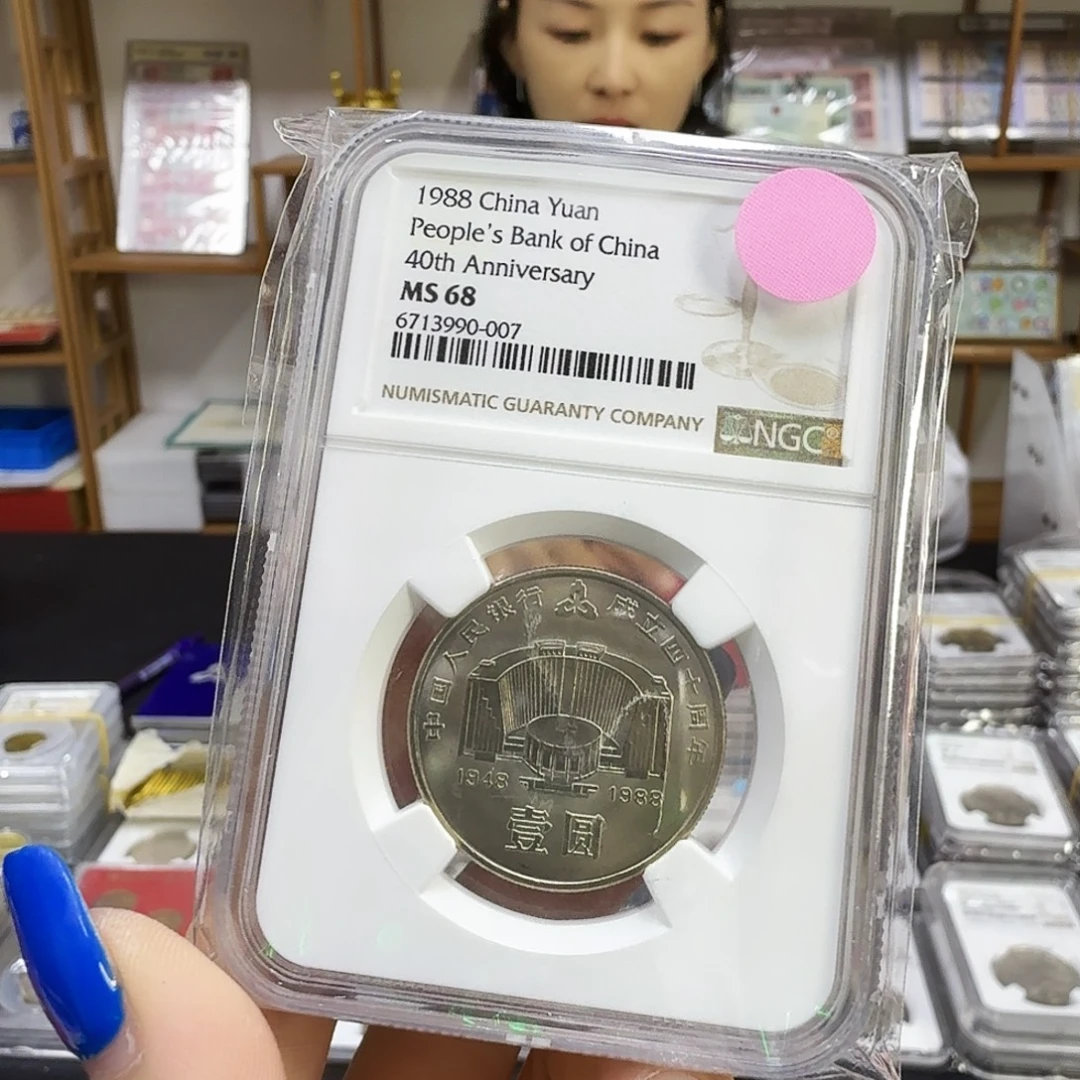 1988 China Yuan
People's Bank of China
40th Anniversary
MS 68
6713990-007
NUMISMATIC GUARANTY COMPANY
NGC
中国人民银行 成立四十周年
1948 1988
壹圆